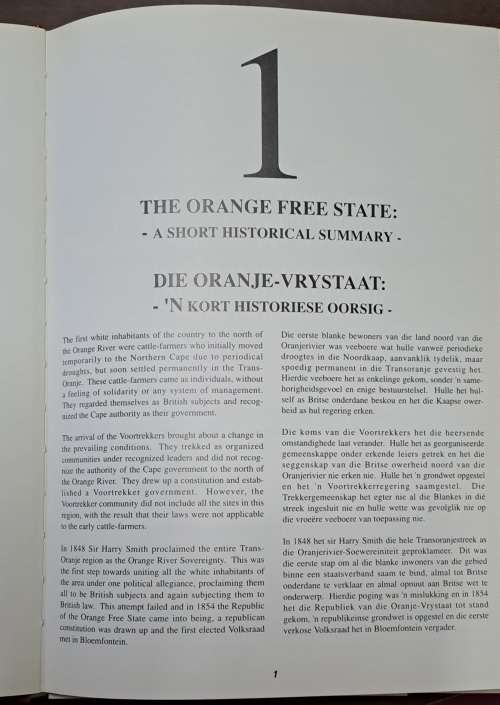 1
THE ORANGE FREE STATE:
- A SHORT HISTORICAL SUMMARY -
DIE ORANJE-VRYSTAAT:
- 'N KORT HISTORIESE OORSIG -
The first white inhabitants of the country to the north of
the Orange River were cattle-farmers who initially moved
temporarily to the Northern Cape due to periodical
droughts, but soon settled permanently in the Trans-
Oranje. These cattle-farmers came as individuals, without
a feeling of solidarity or any system of management.
They regarded themselves as British subjects and recog-
nized the Cape authority as their government.
The arrival of the Voortrekkers brought about a change in
the prevailing conditions. They trekked as organized
communities under recognized leaders and did not recog-
nize the authority of the Cape government to the north of
the Orange River. They drew up a constitution and estab-
lished a Voortrekker government. However, the
Voortrekker community did not include all the sites in this
region, with the result that their laws were not applicable
to the early cattle-farmers.
In 1848 Sir Harry Smith proclaimed the entire Trans-
Oranje region as the Orange River Sovereignty. This was
the first step towards uniting all the white inhabitants of
the area under one political allegiance, proclaiming them
all to be British subjects and again subjecting them to
British law. This attempt failed and in 1854 the Republic
of the Orange Free State came into being, a republican
constitution was drawn up and the first elected Volksraad
met in Bloemfontein.
Die eerste blanke bewoners van die land noord van die
Oranjerivier was veeboere wat hulle vanweë periodieke
droogtes in die Noordkaap, aanvanklik tydelik, maar
spoedig permanent in die Transoranje gevestig het.
Hierdie veeboere het as enkelinge gekom, sonder 'n same-
horigheidsgevoel en enige bestuurstelsel. Hulle het hul-
self as Britse onderdane beskou en het die Kaapse ower-
heid as hul regering erken.
Die koms van die Voortrekkers het die heersende
omstandighede laat verander. Hulle het as georganiseerde
gemeenskappe onder erkende leiers getrek en het die
seggenskap van die Britse owerheid noord van die
Oranjerivier nie erken nie. Hulle het 'n grondwet opgestel
en het 'n Voortrekkerregering saamgestel. Die
Trekkergemeenskap het egter nie al die Blankes in dié
streek ingesluit nie en hulle wette was gevolglik nie op
die vroeëre veeboere van toepassing nie.
In 1848 het sir Harry Smith die hele Transoranjestreek as
die Oranjerivier-Soewereiniteit geproklameer. Dit was
die eerste stap om al die blanke inwoners van die gebied
binne een staatsverband saam te bind, almal tot Britse
onderdane te verklaar en almal opnuut aan Britse wet te
onderwerp. Hierdie poging was 'n mislukking en in 1854
het die Republiek van die Oranje-Vrystaat tot stand
gekom, 'n republikeinse grondwet is opgestel en die eerste
verkose Volksraad het in Bloemfontein vergader.
1